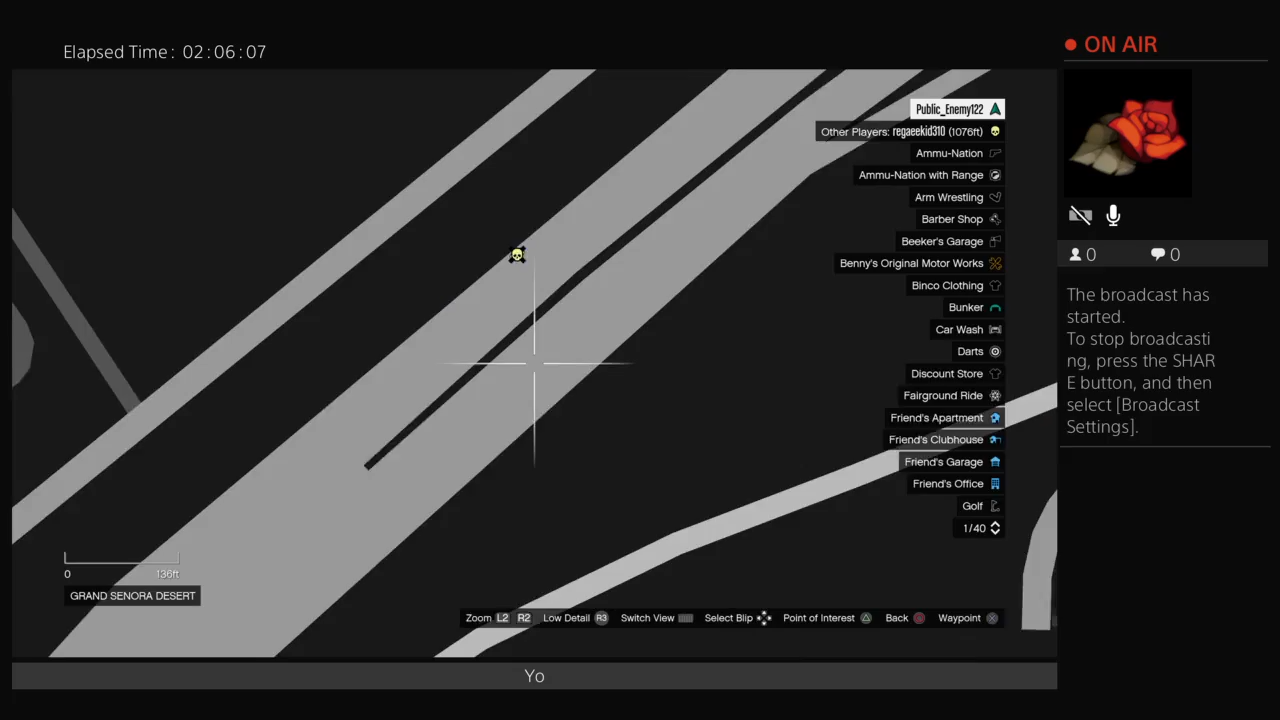 Elapsed Time: 02:06:07
ON AIR
Public_Enemy122
Other Players: regaeekid310 (1076ft)
Ammu-Nation
Ammu-Nation with Range
Arm Wrestling
Barber Shop
Beeker's Garage
Benny's Original Motor Works
Binco Clothing
Bunker
Car Wash
Darts
Discount Store
Fairground Ride
Friend's Apartment
Friend's Clubhouse
Friend's Garage
Friend's Office
Golf
1/40
0 0
The broadcast has
started.
To stop broadcasti
ng, press the SHAR
E button, and then
select [Broadcast
Settings].
0 136ft
GRAND SENORA DESERT
Zoom L2 R2 Low Detail R3 Switch View Select Blip Point of Interest Back Waypoint
Yo